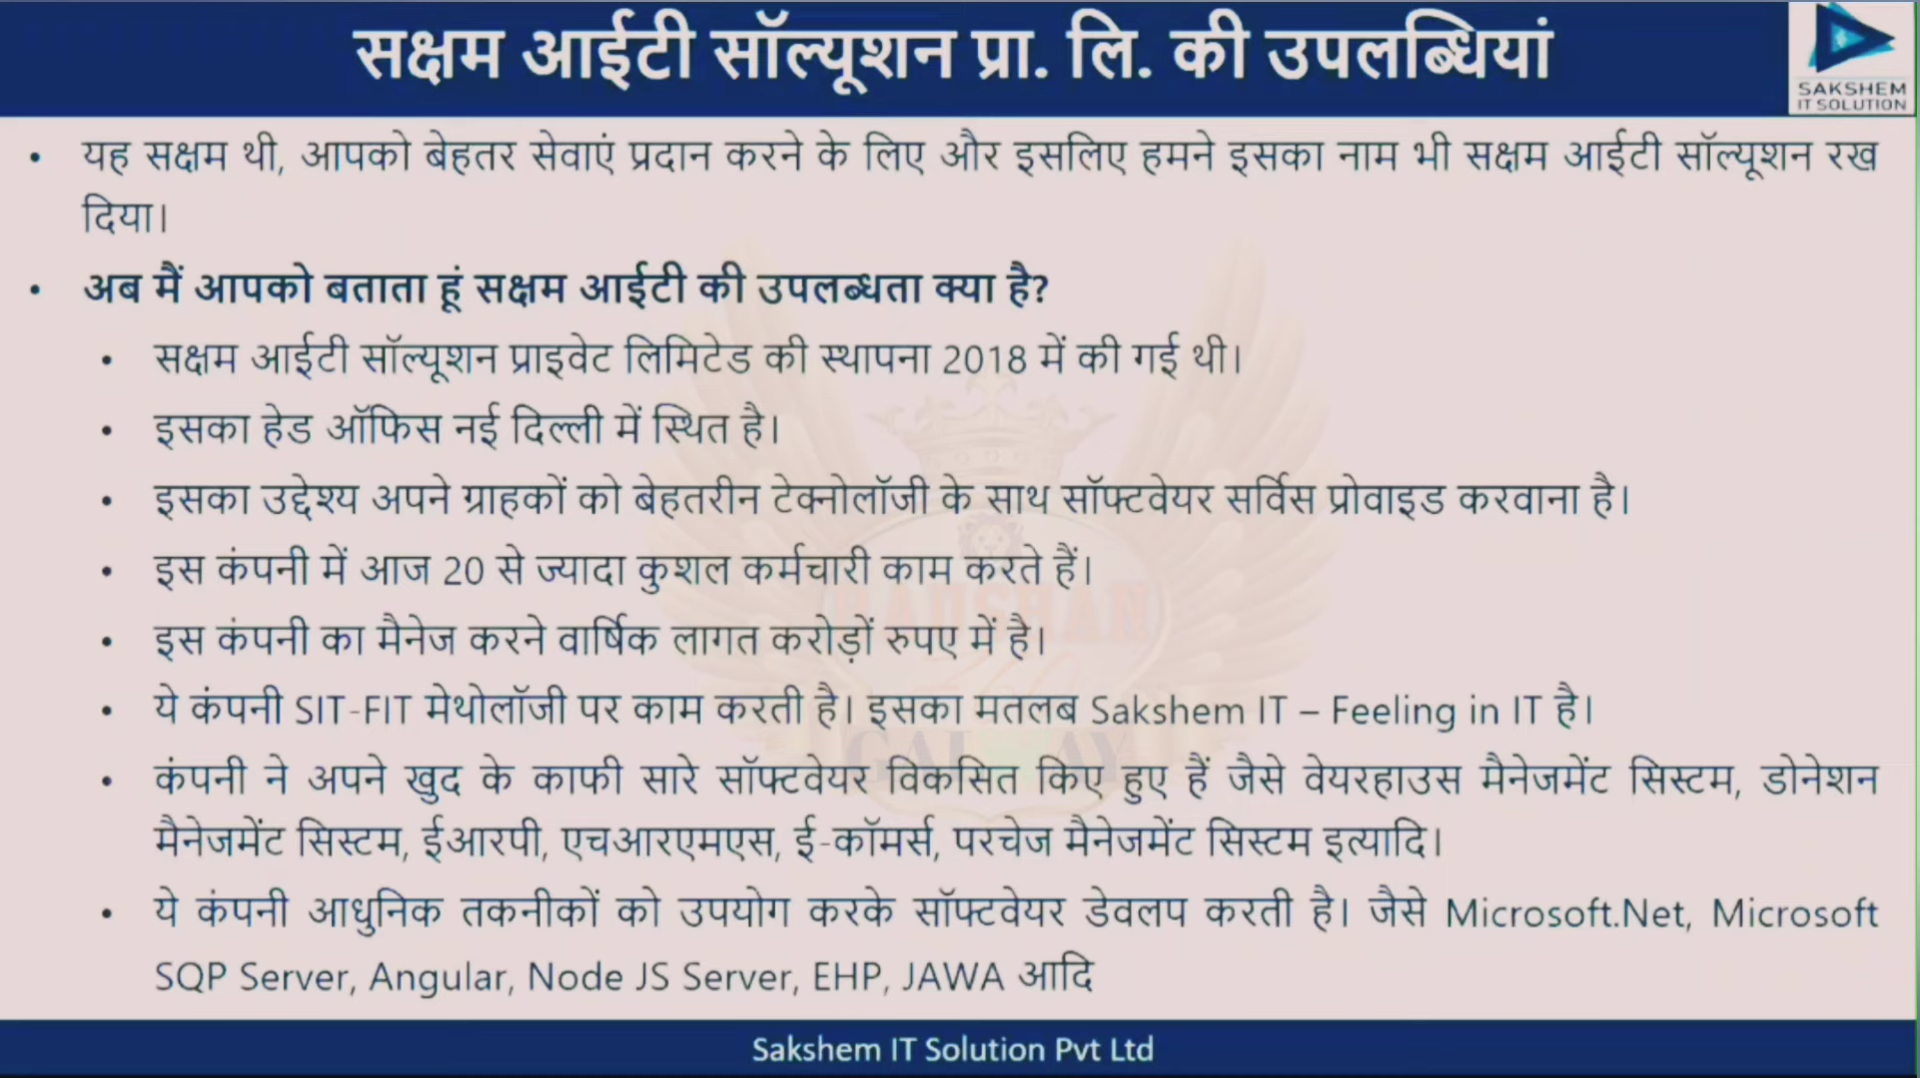 सक्षम आईटी सॉल्यूशन प्रा. लि. की उपलब्धियां
SAKSHEM
IT SOLUTION
• यह सक्षम थी, आपको बेहतर सेवाएं प्रदान करने के लिए और इसलिए हमने इसका नाम भी सक्षम आईटी सॉल्यूशन रख
दिया।
• अब मैं आपको बताता हूं सक्षम आईटी की उपलब्धता क्या है?
• सक्षम आईटी सॉल्यूशन प्राइवेट लिमिटेड की स्थापना 2018 में की गई थी।
• इसका हेड ऑफिस नई दिल्ली में स्थित है।
• इसका उद्देश्य अपने ग्राहकों को बेहतरीन टेक्नोलॉजी के साथ सॉफ्टवेयर सर्विस प्रोवाइड करवाना है।
• इस कंपनी में आज 20 से ज्यादा कुशल कर्मचारी काम करते हैं।
• इस कंपनी का मैनेज करने वार्षिक लागत करोड़ों रुपए में है।
• ये कंपनी SIT-FIT मेथोलॉजी पर काम करती है। इसका मतलब Sakshem IT – Feeling in IT है।
• कंपनी ने अपने खुद के काफी सारे सॉफ्टवेयर विकसित किए हुए हैं जैसे वेयरहाउस मैनेजमेंट सिस्टम, डोनेशन
मैनेजमेंट सिस्टम, ईआरपी, एचआरएमएस, ई-कॉमर्स, परचेज मैनेजमेंट सिस्टम इत्यादि।
• ये कंपनी आधुनिक तकनीकों को उपयोग करके सॉफ्टवेयर डेवलप करती है। जैसे Microsoft.Net, Microsoft
SQP Server, Angular, Node JS Server, EHP, JAWA आदि
Sakshem IT Solution Pvt Ltd